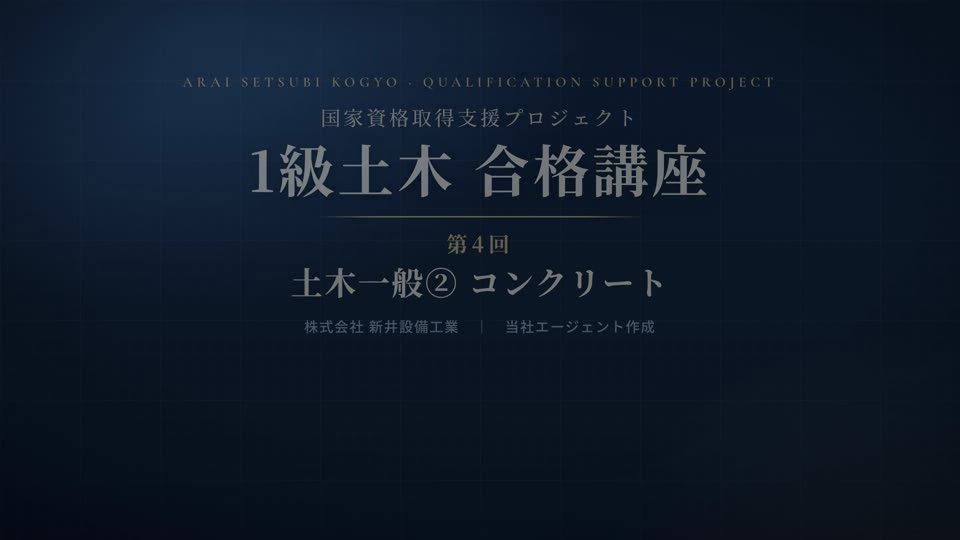 ARAI SETSUBI KOGYO - QUALIFICATION SUPPORT PROJECT
国家資格取得支援プロジェクト
1級土木 合格講座
第4回
土木一般② コンクリート
株式会社 新井設備工業 | 当社エージェント作成